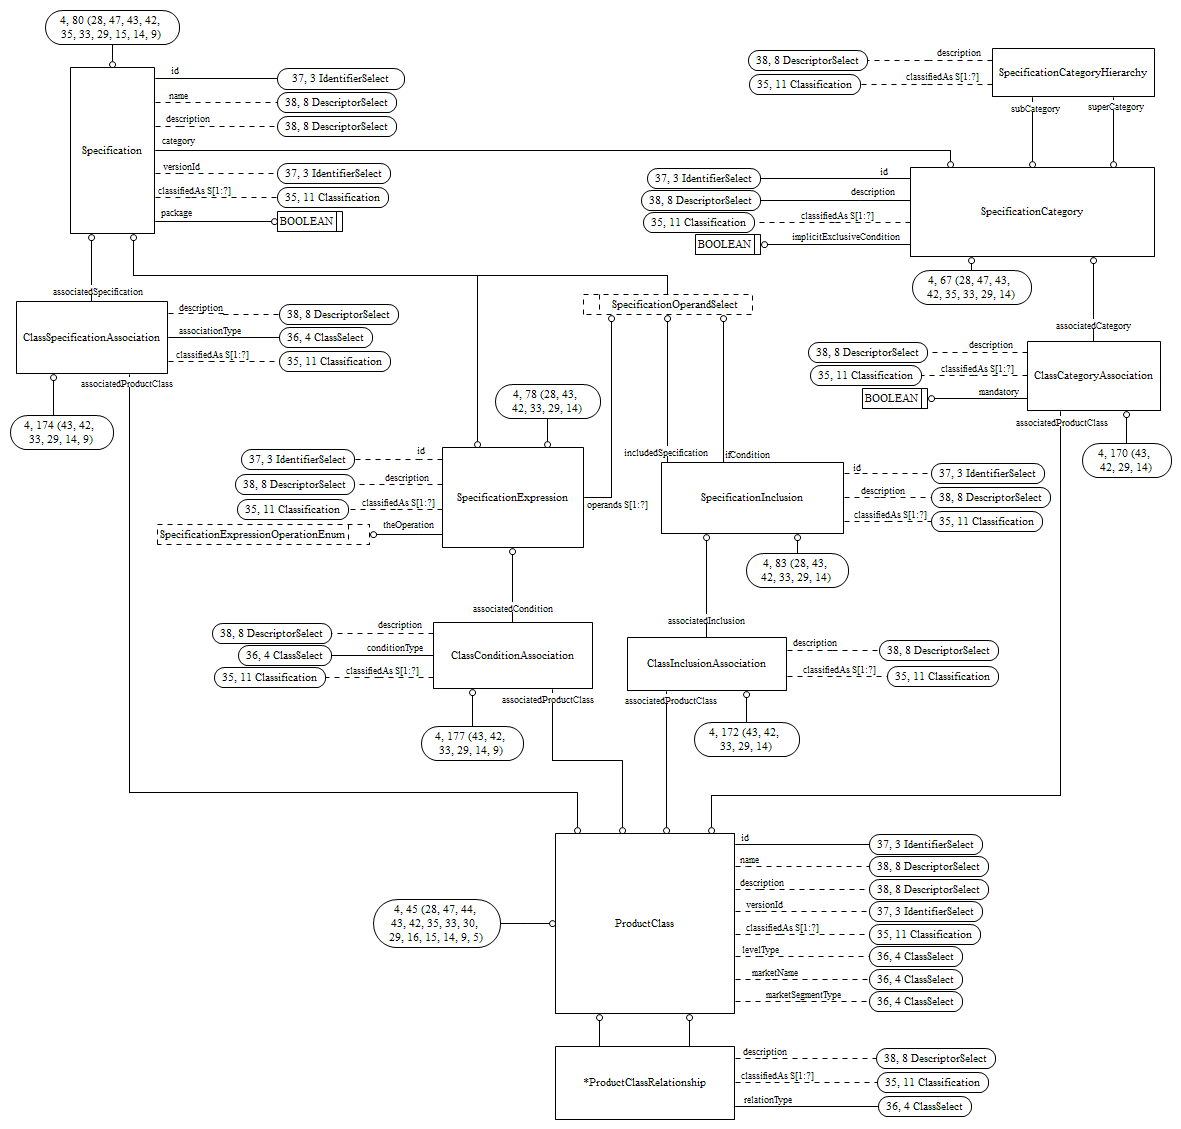 4, 80 (28, 47, 43, 42,
35, 33, 29, 15, 14, 9)
Specification
id
37, 3 IdentifierSelect
name
38, 8 DescriptorSelect
description
38, 8 DescriptorSelect
category
versionId
37, 3 IdentifierSelect
classifiedAs S[1:?]
35, 11 Classification
package
BOOLEAN
description
38, 8 DescriptorSelect
classifiedAs S[1:?]
35, 11 Classification
SpecificationCategoryHierarchy
subCategory
superCategory
id
37, 3 IdentifierSelect
description
38, 8 DescriptorSelect
classifiedAs S[1:?]
35, 11 Classification
implicitExclusiveCondition
BOOLEAN
SpecificationCategory
4, 67 (28, 47, 43,
42, 35, 33, 29, 14)
associatedSpecification
ClassSpecificationAssociation
description
38, 8 DescriptorSelect
associationType
36, 4 ClassSelect
classifiedAs S[1:?]
35, 11 Classification
associatedProductClass
4, 174 (43, 42,
33, 29, 14, 9)
SpecificationOperandSelect
associatedCategory
description
38, 8 DescriptorSelect
classifiedAs S[1:?]
35, 11 Classification
mandatory
BOOLEAN
ClassCategoryAssociation
associatedProductClass
4, 170 (43,
42, 29, 14)
4, 78 (28, 43,
42, 33, 29, 14)
id
37, 3 IdentifierSelect
description
38, 8 DescriptorSelect
classifiedAs S[1:?]
35, 11 Classification
theOperation
SpecificationExpressionOperationEnum
SpecificationExpression
operands S[1:?]
includedSpecification
ifCondition
SpecificationInclusion
id
37, 3 IdentifierSelect
description
38, 8 DescriptorSelect
classifiedAs S[1:?]
35, 11 Classification
4, 83 (28, 43,
42, 33, 29, 14)
associatedCondition
description
38, 8 DescriptorSelect
conditionType
36, 4 ClassSelect
classifiedAs S[1:?]
35, 11 Classification
ClassConditionAssociation
associatedProductClass
4, 177 (43, 42,
33, 29, 14, 9)
associatedInclusion
ClassInclusionAssociation
description
38, 8 DescriptorSelect
classifiedAs S[1:?]
35, 11 Classification
associatedProductClass
4, 172 (43, 42,
33, 29, 14)
4, 45 (28, 47, 44,
43, 42, 35, 33, 30,
29, 16, 15, 14, 9, 5)
ProductClass
id
37, 3 IdentifierSelect
name
38, 8 DescriptorSelect
description
38, 8 DescriptorSelect
versionId
37, 3 IdentifierSelect
classifiedAs S[1:?]
35, 11 Classification
levelType
36, 4 ClassSelect
marketName
36, 4 ClassSelect
marketSegmentType
36, 4 ClassSelect
*ProductClassRelationship
description
38, 8 DescriptorSelect
classifiedAs S[1:?]
35, 11 Classification
relationType
36, 4 ClassSelect